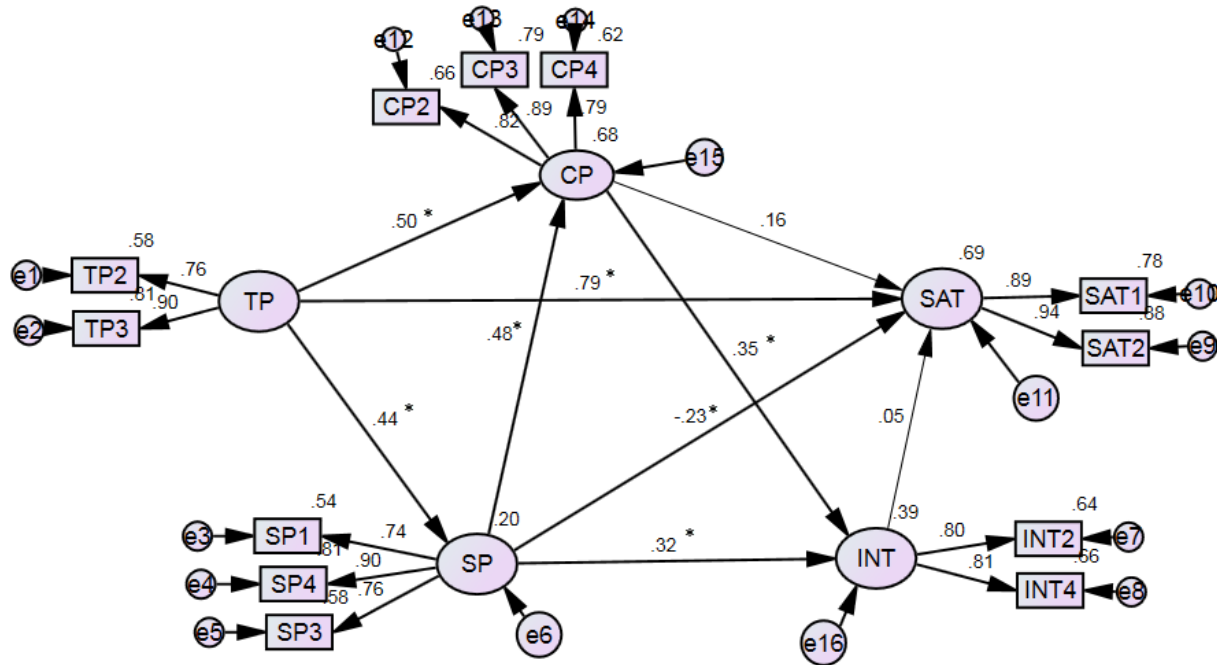 e13
e14
e12
.79
.62
CP3
CP4
.66
CP2
.89
.79
.82
.68
CP
e15
.50 *
.16
.58
e1
TP2
.76
TP
.81
.90
e2
TP3
.79 *
.69
SAT
.89
.78
SAT1
e10
.94
.88
SAT2
e9
.48*
.35 *
e11
.44 *
-.23*
.05
.54
e3
SP1
.74
.20
.39
.64
.81
.90
SP
.32 *
INT
.80
INT2
e7
e4
SP4
.58
.76
.81
.66
INT4
e8
e5
SP3
e6
e16